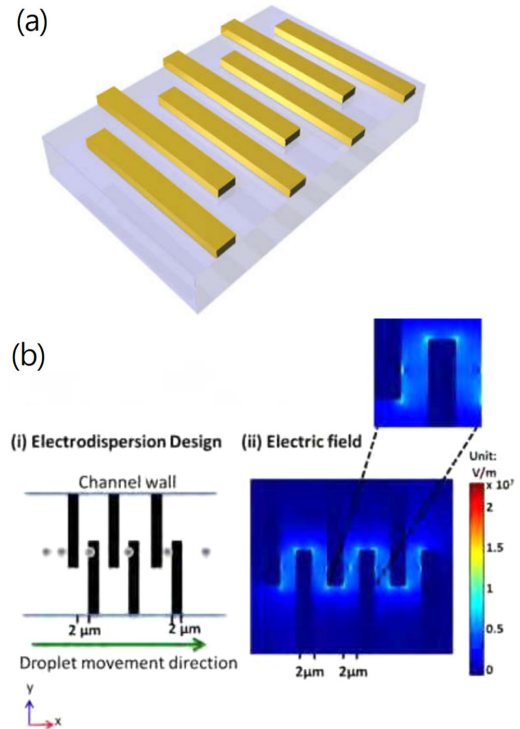 (a)
(b)
(i) Electrodispersion Design
(ii) Electric field
Channel wall
2 μm
2 μm
Droplet movement direction
y
x
Unit:
V/m
x 10⁷
2
1.5
1
0.5
0
2μm
2μm